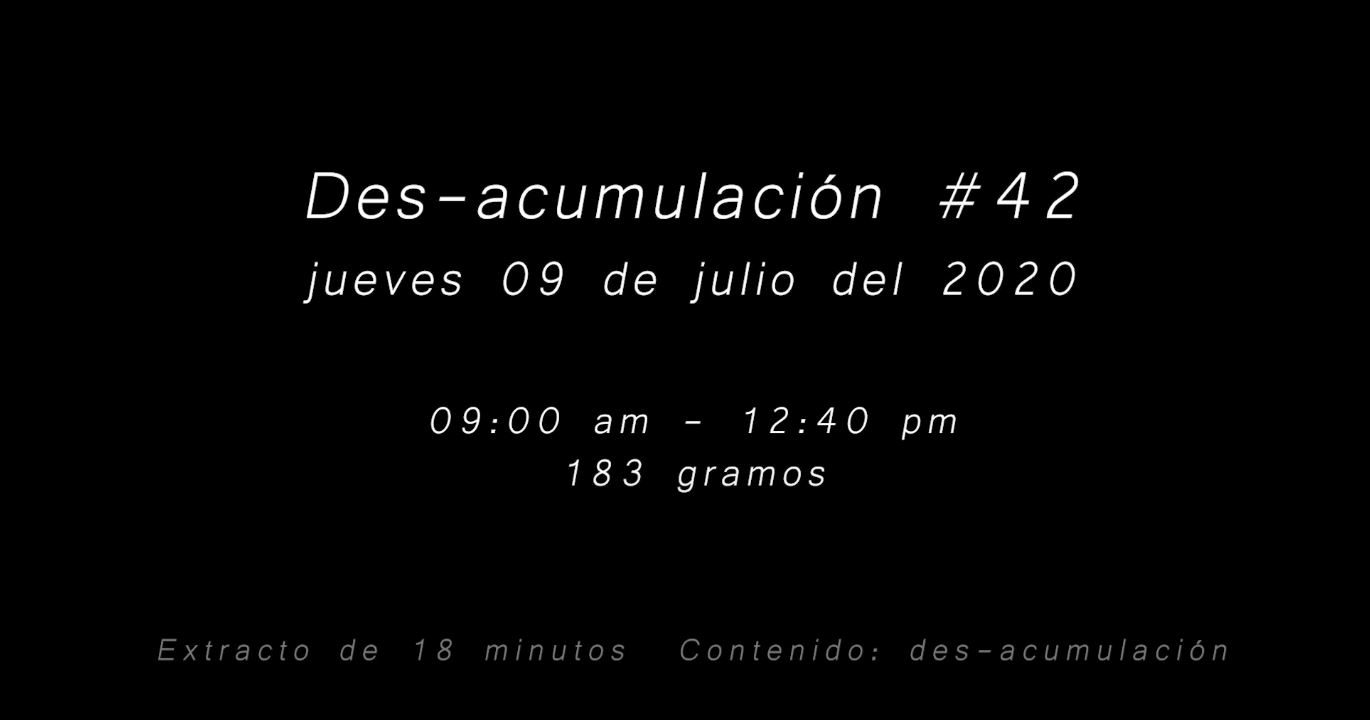 Des-acumulación #42
jueves 09 de julio del 2020
09:00 am - 12:40 pm
183 gramos
Extracto de 18 minutos Contenido: des-acumulación